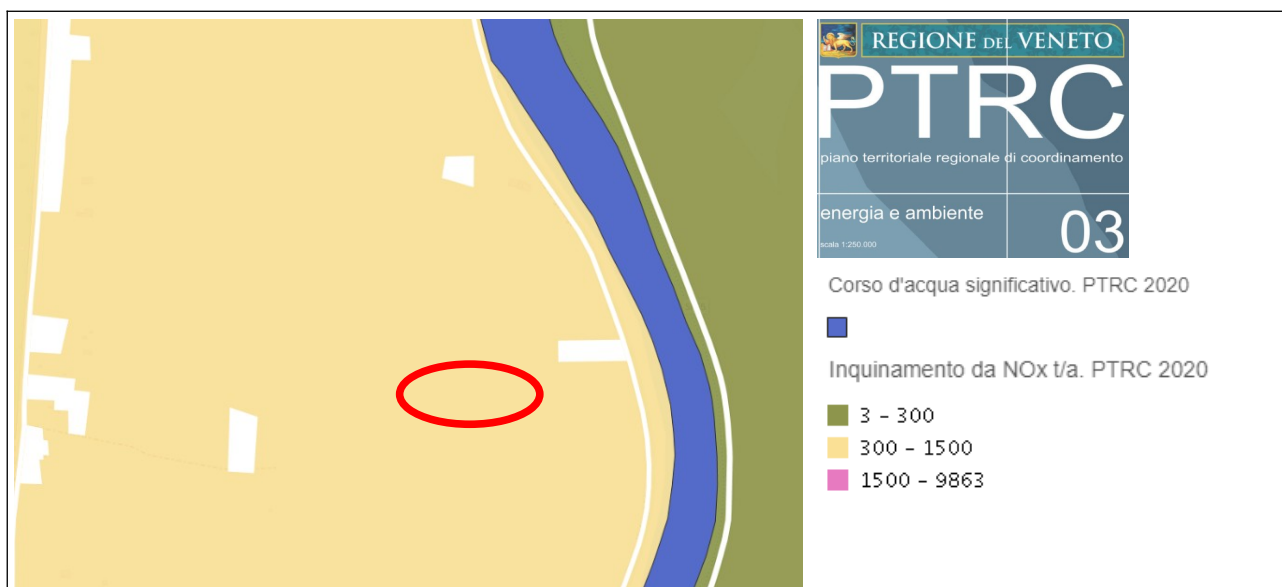 REGIONE DEL VENETO
PTRC
piano territoriale regionale di coordinamento
energia e ambiente
scala 1:250.000
03
Corso d'acqua significativo. PTRC 2020
Inquinamento da NOx t/a. PTRC 2020
3 – 300
300 – 1500
1500 – 9863